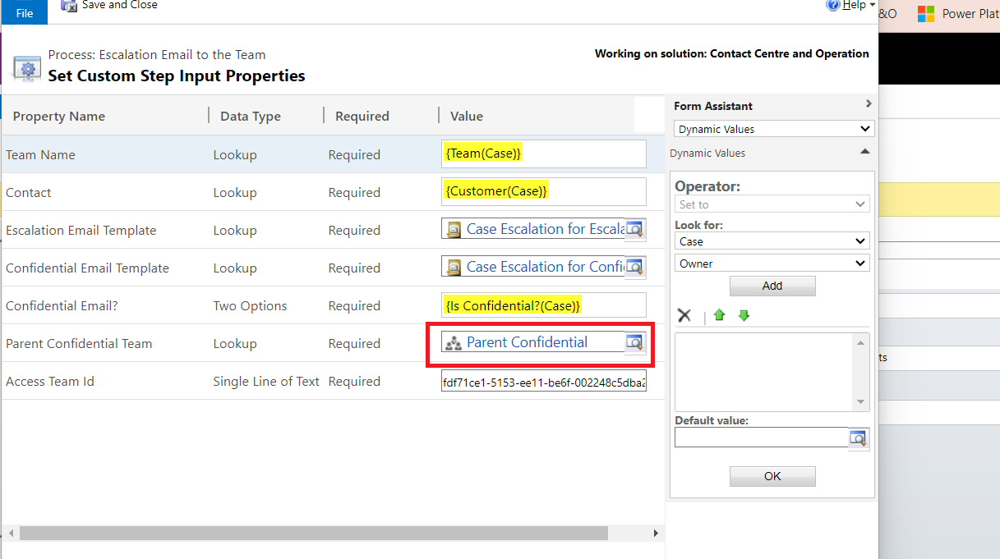 File
Save and Close
Help
&O
Power Plat
Process: Escalation Email to the Team
Set Custom Step Input Properties
Working on solution: Contact Centre and Operation
Property Name Data Type Required Value
Team Name Lookup Required {Team(Case)}
Contact Lookup Required {Customer(Case)}
Escalation Email Template Lookup Required Case Escalation for Escala
Confidential Email Template Lookup Required Case Escalation for Confi
Confidential Email? Two Options Required {Is Confidential?(Case)}
Parent Confidential Team Lookup Required Parent Confidential
Access Team Id Single Line of Text Required fdf71ce1-5153-ee11-be6f-002248c5dba2
Form Assistant
Dynamic Values
Dynamic Values
Operator:
Set to
Look for:
Case
Owner
Add
Default value:
OK
ts